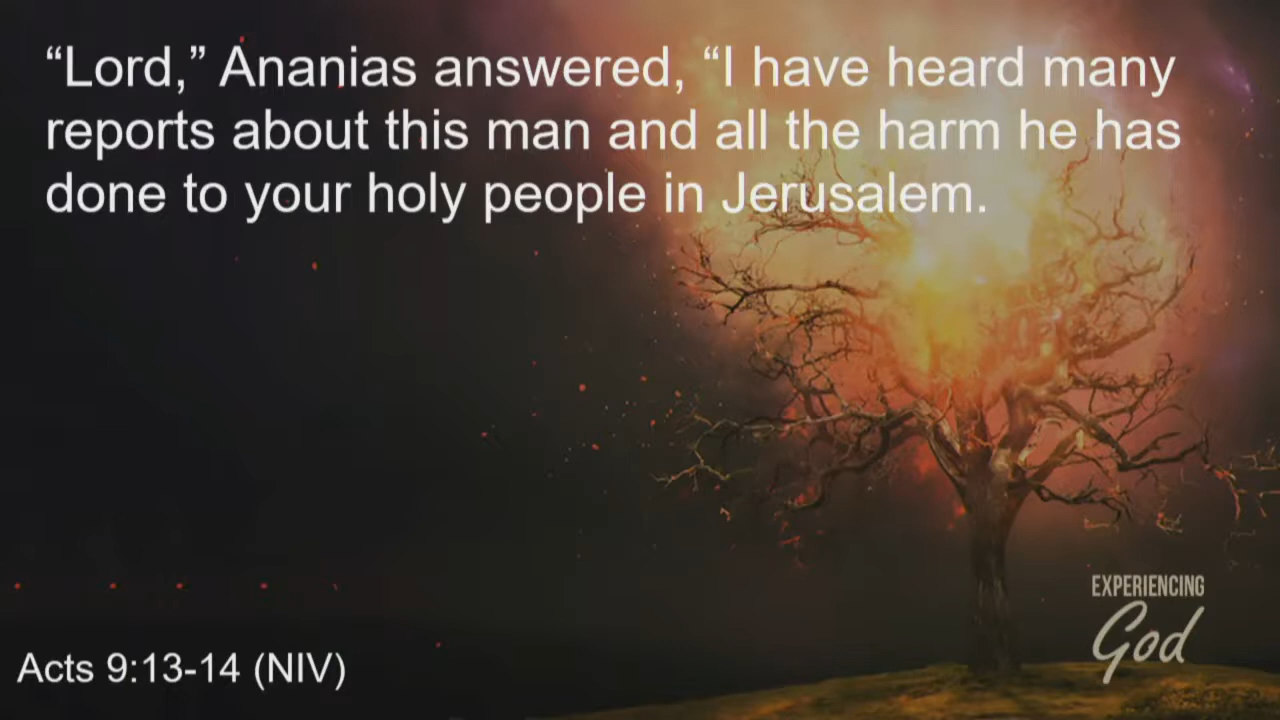 “Lord,” Ananias answered, “I have heard many
reports about this man and all the harm he has
done to your holy people in Jerusalem.
EXPERIENCING
God
Acts 9:13-14 (NIV)